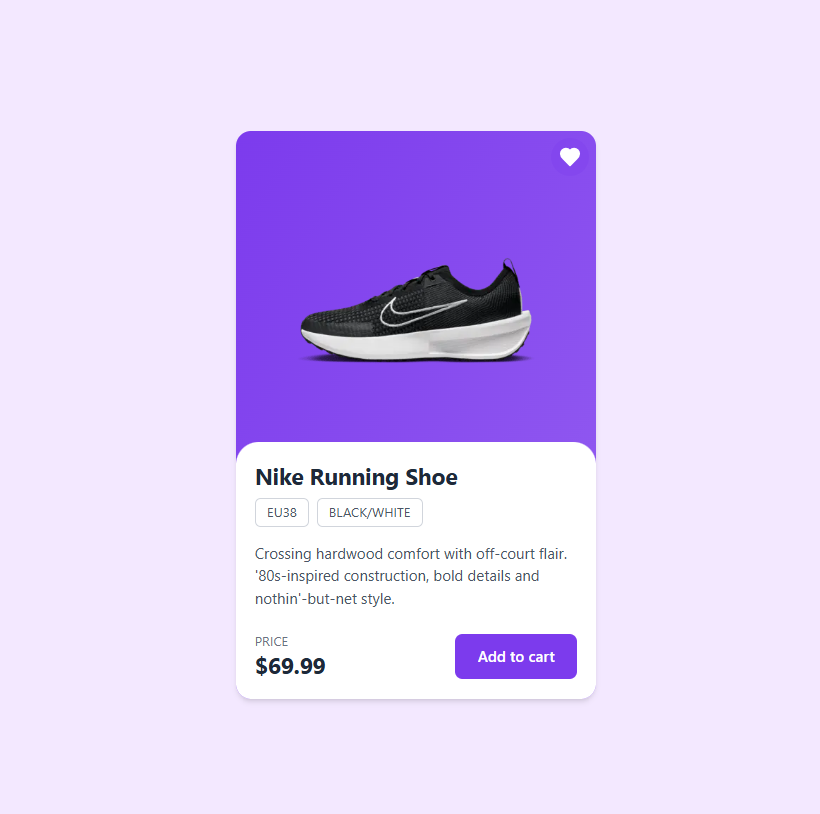 Nike Running Shoe
EU38
BLACK/WHITE
Crossing hardwood comfort with off-court flair.
'80s-inspired construction, bold details and
nothin'-but-net style.
PRICE
$69.99
Add to cart